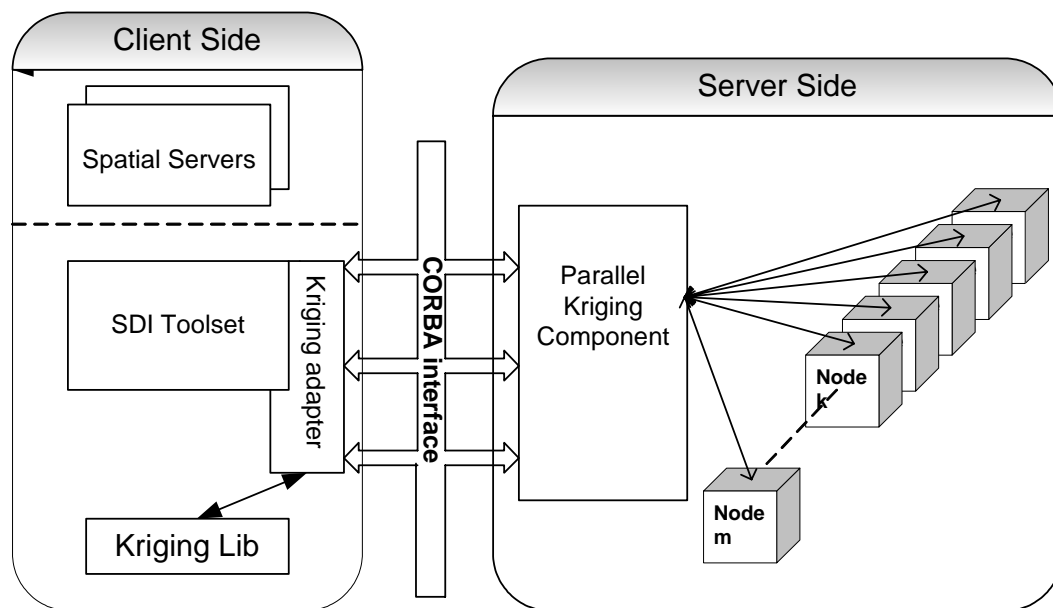 Client Side
Spatial Servers
SDI Toolset
Kriging adapter
Kriging Lib
CORBA interface
Server Side
Parallel
Kriging
Component
Node
k
Node
m